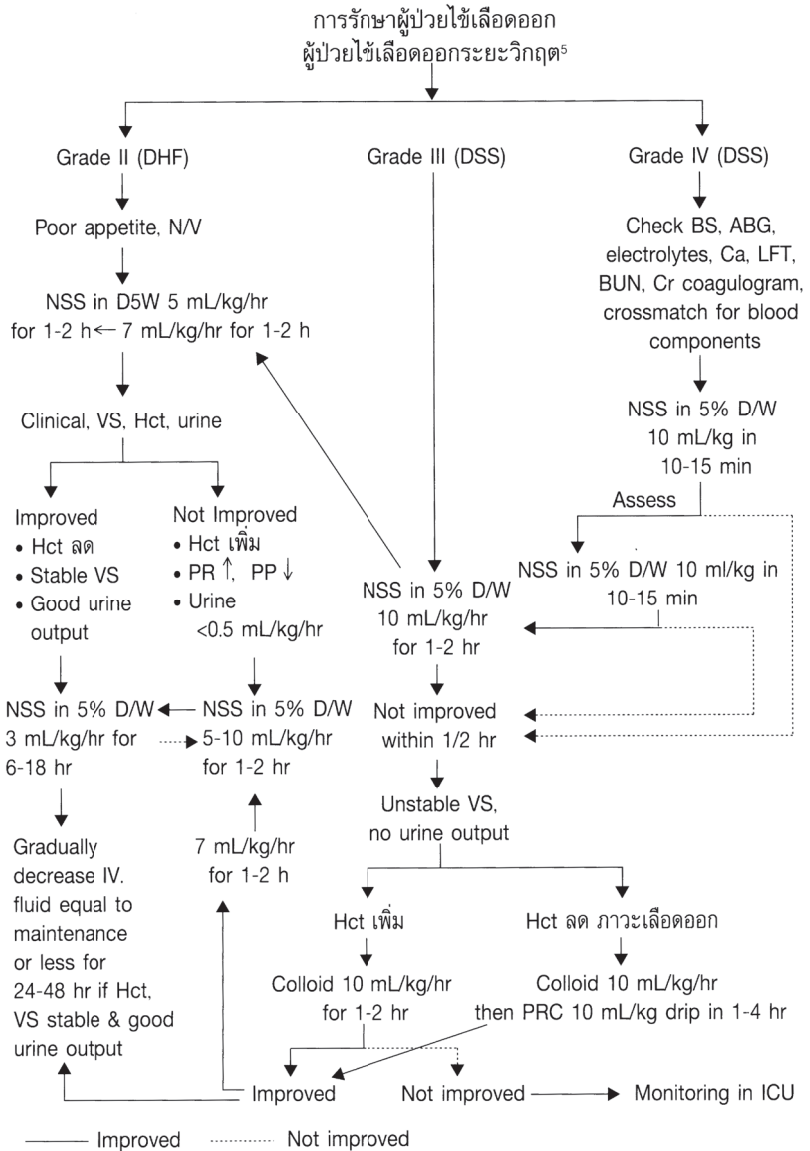 การรักษาผู้ป่วยไข้เลือดออก
ผู้ป่วยไข้เลือดออกระยะวิกฤต⁵
Grade II (DHF)
Grade III (DSS)
Grade IV (DSS)
Poor appetite, N/V
Check BS, ABG,
electrolytes, Ca, LFT,
BUN, Cr coagulogram,
crossmatch for blood
components
NSS in D5W 5 mL/kg/hr
for 1-2 h ← 7 mL/kg/hr for 1-2 h
NSS in 5% D/W
10 mL/kg in
10-15 min
Clinical, VS, Hct, urine
Assess
Improved
• Hct ลด
• Stable VS
• Good urine
output
Not Improved
• Hct เพิ่ม
• PR ↑, PP ↓
• Urine
<0.5 mL/kg/hr
NSS in 5% D/W
10 mL/kg/hr
for 1-2 hr
NSS in 5% D/W 10 ml/kg in
10-15 min
NSS in 5% D/W
3 mL/kg/hr for
6-18 hr
NSS in 5% D/W
5-10 mL/kg/hr
for 1-2 hr
Not improved
within 1/2 hr
Unstable VS,
no urine output
Gradually
decrease IV.
fluid equal to
maintenance
or less for
24-48 hr if Hct,
VS stable & good
urine output
7 mL/kg/hr
for 1-2 h
Hct เพิ่ม
Hct ลด ภาวะเลือดออก
Colloid 10 mL/kg/hr
for 1-2 hr
Colloid 10 mL/kg/hr
then PRC 10 mL/kg drip in 1-4 hr
Improved
Not improved
Monitoring in ICU
Improved
Not improved